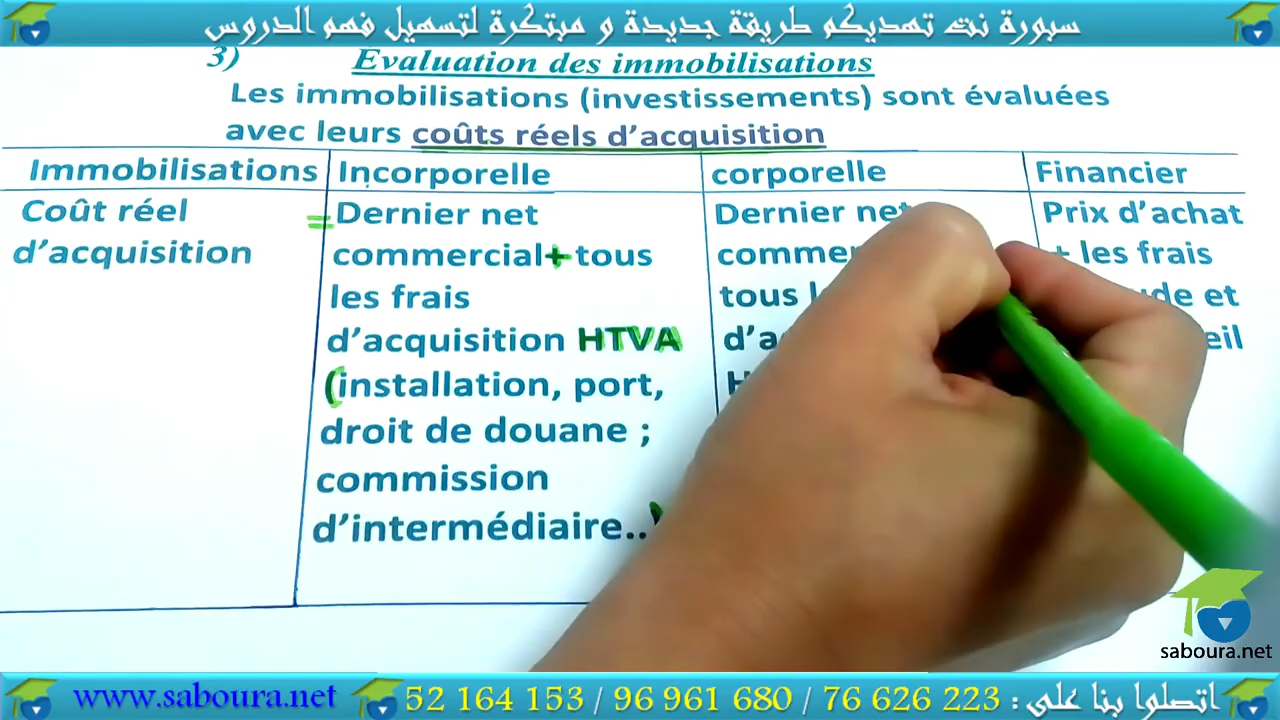 سبورة نت تهديكم طريقة جديدة و مبتكرة لتسهيل فهم الدروس
3) Evaluation des immobilisations
Les immobilisations (investissements) sont évaluées
avec leurs coûts réels d'acquisition
Immobilisations Incorporelle corporelle Financier
Coût réel
d'acquisition
= Dernier net
commercial + tous
les frais
d'acquisition HTVA
(installation, port,
droit de douane ;
commission
d'intermédiaire..)
Dernier net
tous
Prix d'achat
+ les frais
et
saboura.net
www.saboura.net 52 164 153 / 96 961 680 / 76 626 223 اتصلوا بنا على :